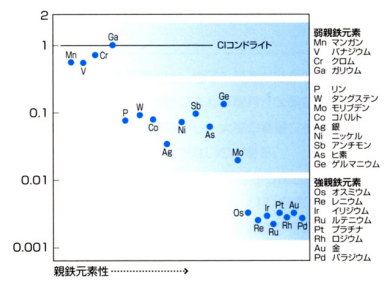 2
1
0.1
0.01
0.001
CIコンドライト
Ga
Mn
Cr
V
P
W
Co
Ag
Ni
Sb
As
Ge
Mo
Os
Re
Ir
Ru
Pt
Rh
Au
Pd
親鉄元素性
弱親鉄元素
Mn マンガン
V バナジウム
Cr クロム
Ga ガリウム
P リン
W タングステン
Mo モリブデン
Co コバルト
Ag 銀
Ni ニッケル
Sb アンチモン
As ヒ素
Ge ゲルマニウム
強親鉄元素
Os オスミウム
Re レニウム
Ir イリジウム
Ru ルテニウム
Pt プラチナ
Rh ロジウム
Au 金
Pd パラジウム